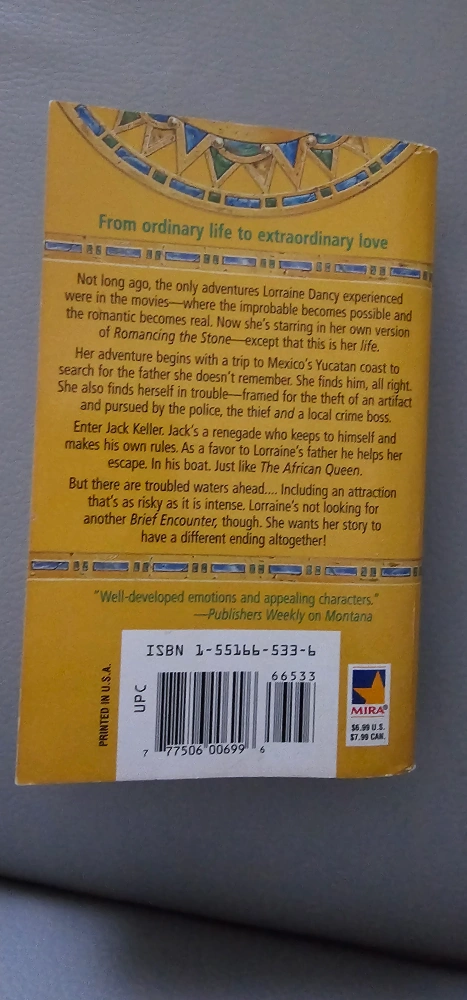 From ordinary life to extraordinary love
Not long ago, the only adventures Lorraine Dancy experienced
were in the movies—where the improbable becomes possible and
the romantic becomes real. Now she's starring in her own version
of Romancing the Stone—except that this is her life.
Her adventure begins with a trip to Mexico's Yucatan coast to
search for the father she doesn't remember. She finds him, all right.
She also finds herself in trouble—framed for the theft of an artifact
and pursued by the police, the thief and a local crime boss.
Enter Jack Keller. Jack's a renegade who keeps to himself and
makes his own rules. As a favor to Lorraine's father he helps her
escape. In his boat. Just like The African Queen.
But there are troubled waters ahead.... Including an attraction
that's as risky as it is intense. Lorraine's not looking for
another Brief Encounter, though. She wants her story to
have a different ending altogether!
"Well-developed emotions and appealing characters."
—Publishers Weekly on Montana
ISBN 1-55166-533-6
66533
UPC
PRINTED IN U.S.A.
7 77506 00699 6
MIRA®
$6.99 U.S.
$7.99 CAN.